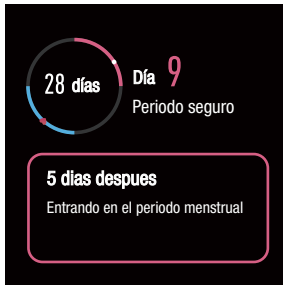 28 días
Día 9
Periodo seguro
5 dias despues
Entrando en el periodo menstrual